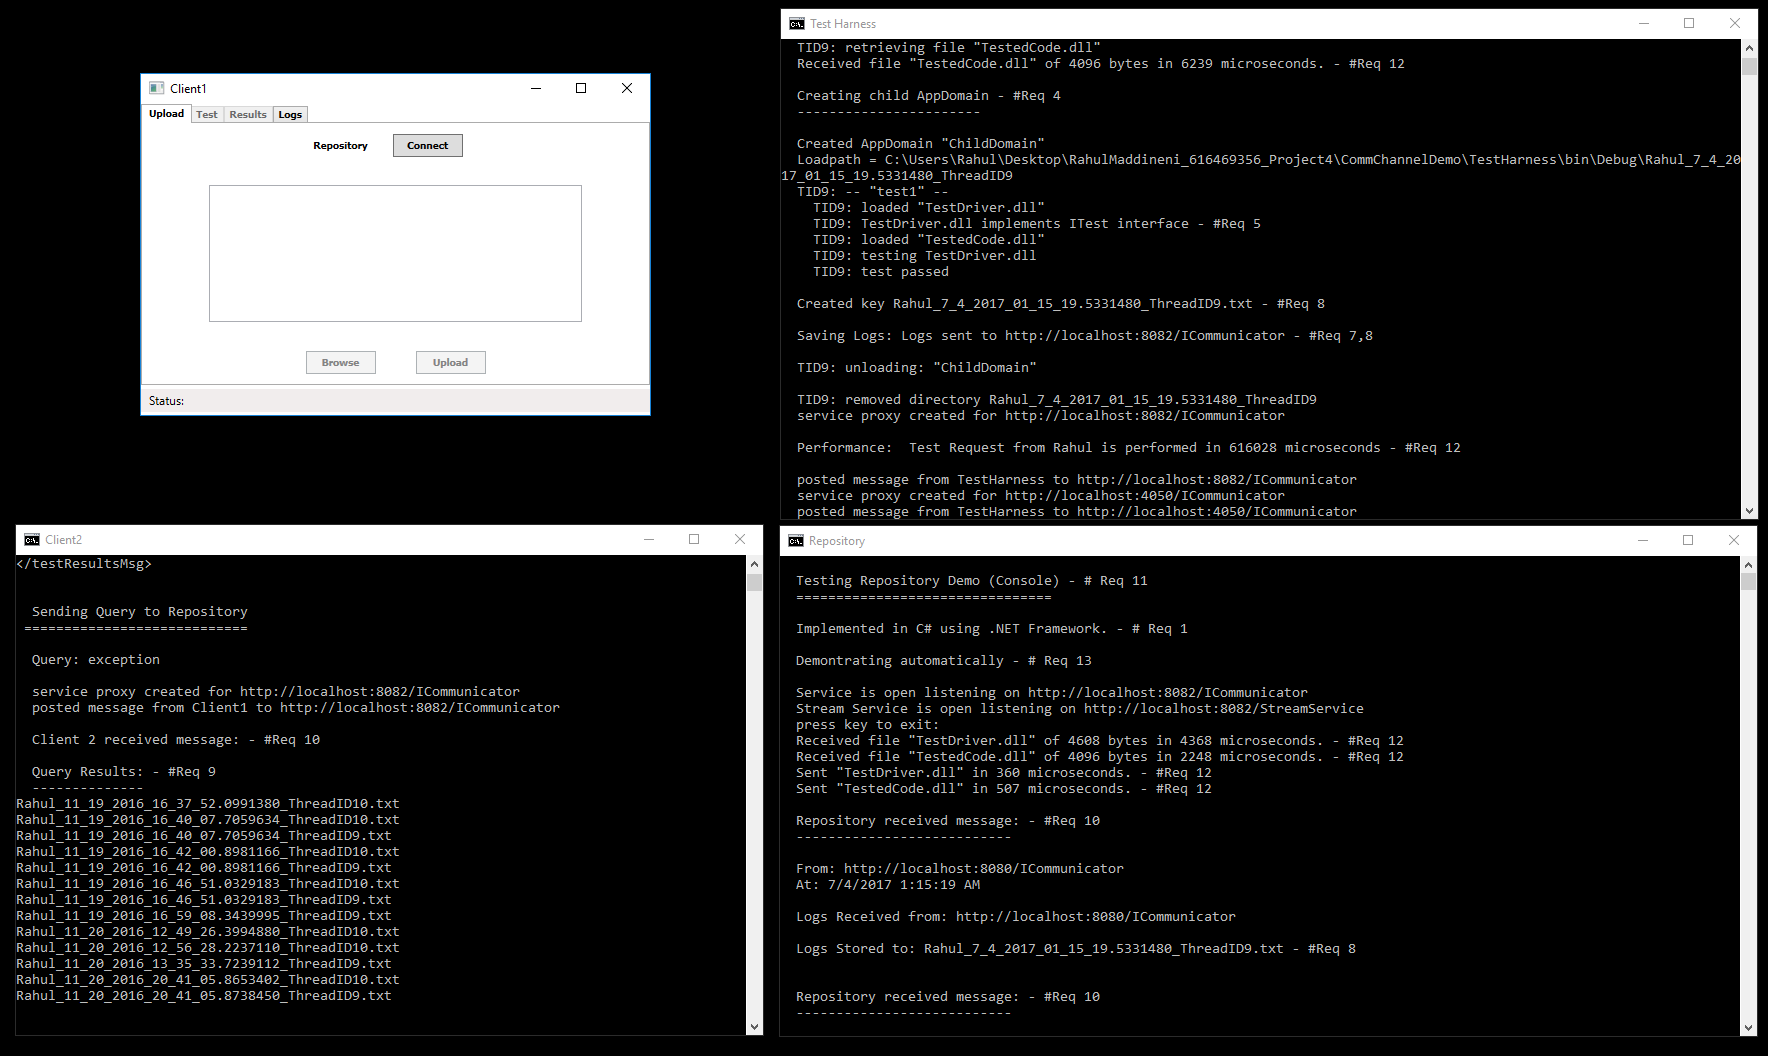 Client1
Upload Test Results Logs
Repository Connect
Browse Upload
Status:
Test Harness
TID9: retrieving file "TestedCode.dll"
Received file "TestedCode.dll" of 4096 bytes in 6239 microseconds. - #Req 12
Creating child AppDomain - #Req 4
-----------------------
Created AppDomain "ChildDomain"
Loadpath = C:\Users\Rahul\Desktop\RahulMaddineni_616469356_Project4\CommChannelDemo\TestHarness\bin\Debug\Rahul_7_4_20
17_01_15_19.5331480_ThreadID9
TID9: -- "test1" --
TID9: loaded "TestDriver.dll"
TID9: TestDriver.dll implements ITest interface - #Req 5
TID9: loaded "TestedCode.dll"
TID9: testing TestDriver.dll
TID9: test passed
Created key Rahul_7_4_2017_01_15_19.5331480_ThreadID9.txt - #Req 8
Saving Logs: Logs sent to http://localhost:8082/ICommunicator - #Req 7,8
TID9: unloading: "ChildDomain"
TID9: removed directory Rahul_7_4_2017_01_15_19.5331480_ThreadID9
service proxy created for http://localhost:8082/ICommunicator
Performance:  Test Request from Rahul is performed in 616028 microseconds - #Req 12
posted message from TestHarness to http://localhost:8082/ICommunicator
service proxy created for http://localhost:4050/ICommunicator
posted message from TestHarness to http://localhost:4050/ICommunicator
Client2
</testResultsMsg>
Sending Query to Repository
============================
Query: exception
service proxy created for http://localhost:8082/ICommunicator
posted message from Client1 to http://localhost:8082/ICommunicator
Client 2 received message: - #Req 10
Query Results: - #Req 9
--------------
Rahul_11_19_2016_16_37_52.0991380_ThreadID10.txt
Rahul_11_19_2016_16_40_07.7059634_ThreadID10.txt
Rahul_11_19_2016_16_40_07.7059634_ThreadID9.txt
Rahul_11_19_2016_16_42_00.8981166_ThreadID10.txt
Rahul_11_19_2016_16_42_00.8981166_ThreadID9.txt
Rahul_11_19_2016_16_46_51.0329183_ThreadID10.txt
Rahul_11_19_2016_16_46_51.0329183_ThreadID9.txt
Rahul_11_19_2016_16_59_08.3439995_ThreadID9.txt
Rahul_11_20_2016_12_49_26.3994880_ThreadID10.txt
Rahul_11_20_2016_12_56_28.2237110_ThreadID10.txt
Rahul_11_20_2016_13_35_33.7239112_ThreadID9.txt
Rahul_11_20_2016_20_41_05.8653402_ThreadID10.txt
Rahul_11_20_2016_20_41_05.8738450_ThreadID9.txt
Repository
Testing Repository Demo (Console) - # Req 11
================================
Implemented in C# using .NET Framework. - # Req 1
Demontrating automatically - # Req 13
Service is open listening on http://localhost:8082/ICommunicator
Stream Service is open listening on http://localhost:8082/StreamService
press key to exit:
Received file "TestDriver.dll" of 4608 bytes in 4368 microseconds. - #Req 12
Received file "TestedCode.dll" of 4096 bytes in 2248 microseconds. - #Req 12
Sent "TestDriver.dll" in 360 microseconds. - #Req 12
Sent "TestedCode.dll" in 507 microseconds. - #Req 12
Repository received message: - #Req 10
---------------------------
From: http://localhost:8080/ICommunicator
At: 7/4/2017 1:15:19 AM
Logs Received from: http://localhost:8080/ICommunicator
Logs Stored to: Rahul_7_4_2017_01_15_19.5331480_ThreadID9.txt - #Req 8
Repository received message: - #Req 10
---------------------------